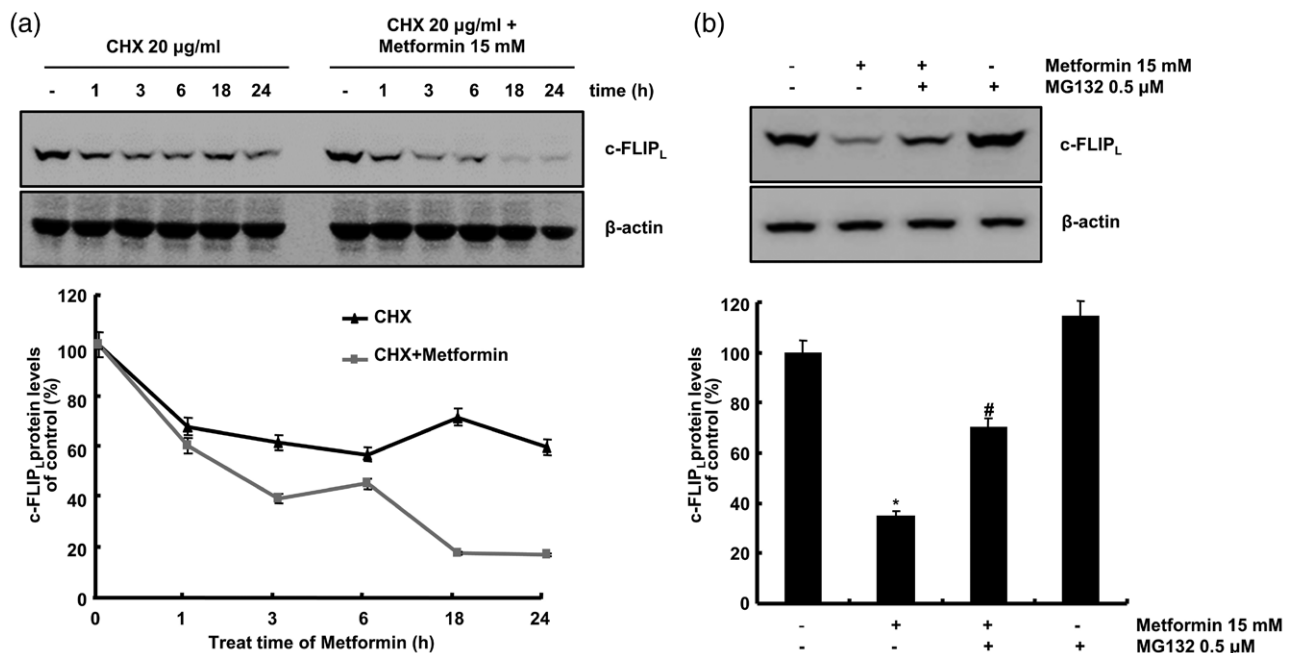 (a)
CHX 20 µg/ml
CHX 20 µg/ml +
Metformin 15 mM
- 1 3 6 18 24 - 1 3 6 18 24 time (h)
c-FLIPL
β-actin
120
100
80
60
40
20
0
c-FLIPL protein levels
of control (%)
CHX
CHX+Metformin
0 1 3 6 18 24
Treat time of Metformin (h)
(b)
- + + - Metformin 15 mM
- - + + MG132 0.5 µM
c-FLIPL
β-actin
120
100
80
60
40
20
0
c-FLIPL protein levels
of control (%)
*
#
- + + - Metformin 15 mM
- - + + MG132 0.5 µM